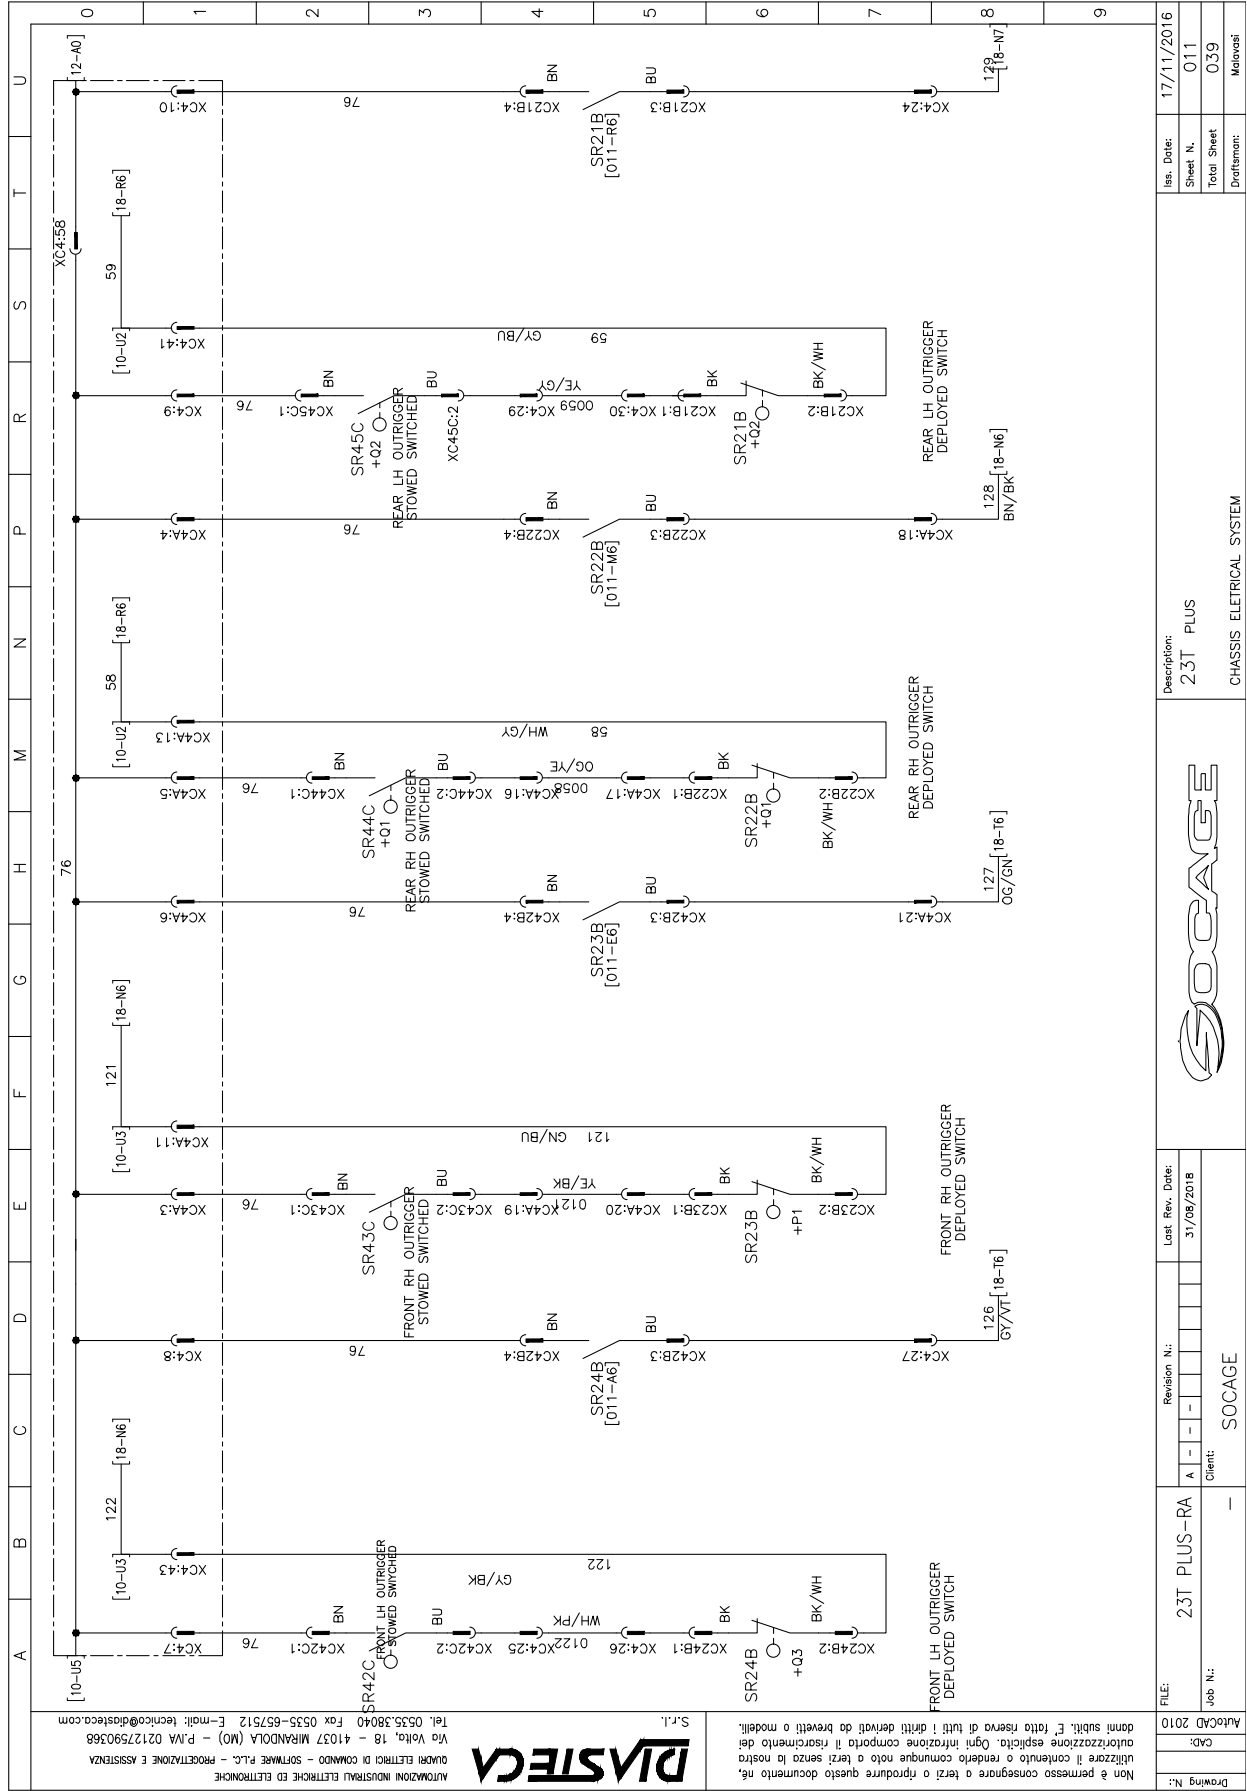 0 1 2 3 4 5 6 7 8 9
A B C D E F G H M N P R S T U
[10-U5]
76
[12-A0]
XC4:58
XC4:7
76
XC42C:1
BN
SR42C
FRONT LH OUTRIGGER
STOWED SWIYCHED
BU
XC42C:2
XC4:25
WH/PK
0122
XC4:26
XC24B:1
BK
SR24B
+Q3
BK/WH
XC24B:2
FRONT LH OUTRIGGER
DEPLOYED SWITCH
[10-U3]
122
[18-N6]
XC4:43
GY/BK
122
XC4:8
76
XC42B:4
BN
SR24B
[011-A6]
BU
XC42B:3
XC4:27
126
[18-T6]
GY/VT
XC4A:3
76
XC43C:1
BN
SR43C
FRONT RH OUTRIGGER
STOWED SWITCHED
BU
XC43C:2
XC4A:19
YE/BK
0121
XC4A:20
XC23B:1
BK
SR23B
+P1
BK/WH
XC23B:2
FRONT RH OUTRIGGER
DEPLOYED SWITCH
[10-U3]
121
[18-N6]
XC4A:11
GN/BU
121
XC4A:6
76
XC42B:4
BN
SR23B
[011-E6]
BU
XC42B:3
XC4A:21
127
[18-T6]
OG/GN
XC4A:5
76
XC44C:1
BN
SR44C
+Q1
REAR RH OUTRIGGER
STOWED SWITCHED
BU
XC44C:2
XC4A:16
OG/YE
0058
XC4A:17
XC22B:1
BK
SR22B
+Q1
BK/WH
XC22B:2
REAR RH OUTRIGGER
DEPLOYED SWITCH
[10-U2]
58
[18-R6]
XC4A:13
WH/GY
58
XC4A:4
76
XC22B:4
BN
SR22B
[011-M6]
BU
XC22B:3
XC4A:18
128
[18-N6]
BN/BK
XC4:9
76
XC45C:1
BN
SR45C
+Q2
REAR LH OUTRIGGER
STOWED SWITCHED
BU
XC45C:2
XC4:29
YE/GY
0059
XC4:30
XC21B:1
BK
SR21B
+Q2
BK/WH
XC21B:2
REAR LH OUTRIGGER
DEPLOYED SWITCH
[10-U2]
59
[18-R6]
XC4:41
GY/BU
59
XC4:10
76
XC21B:4
BN
SR21B
[011-R6]
BU
XC21B:3
XC4:24
129
[18-N7]
AUTOMAZIONI INDUSTRIALI ELETTRICHE ED ELETTRONICHE
QUADRI ELETTRICI DI COMANDO - SOFTWARE P.L.C. - PROGETTAZIONE E ASSISTENZA
Via Volta, 18 - 41037 MIRANDOLA (MO) - P.IVA 02127590368
Tel. 0535.38040 Fax 0535-657512 E-mail: tecnico@diasteca.com
DIASTECA
S.r.l.
Non è permesso consegnare a terzi o riprodurre questo documento, né,
utilizzare il contenuto o renderlo comunque noto a terzi senza la nostra
autorizzazione esplicita. Ogni infrazione comporta il risarcimento dei
danni subiti. E' fatta riserva di tutti i diritti derivati da brevetti o modelli.
Drawing N.:
CAD:
AutoCAD 2010
FILE:
23T PLUS-RA
Job N.:
-
Revision N.:
A - - -
Last Rev. Date:
31/08/2018
Client:
SOCAGE
SOCAGE
Description:
23T PLUS
CHASSIS ELETRICAL SYSTEM
Iss. Date:
17/11/2016
Sheet N.
011
Total Sheet
039
Draftsman:
Malavasi